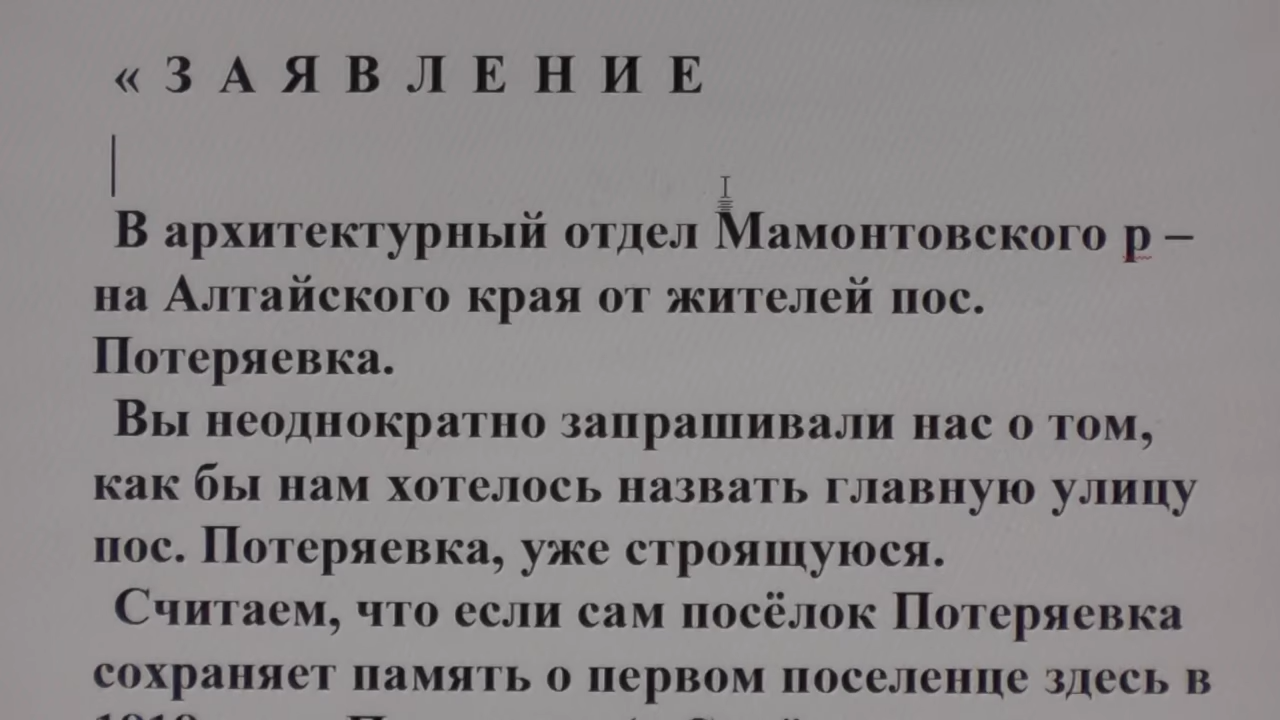 « З А Я В Л Е Н И Е
В архитектурный отдел Мамонтовского р –
на Алтайского края от жителей пос.
Потеряевка.
Вы неоднократно запрашивали нас о том,
как бы нам хотелось назвать главную улицу
пос. Потеряевка, уже строящуюся.
Считаем, что если сам посёлок Потеряевка
сохраняет память о первом поселенце здесь в